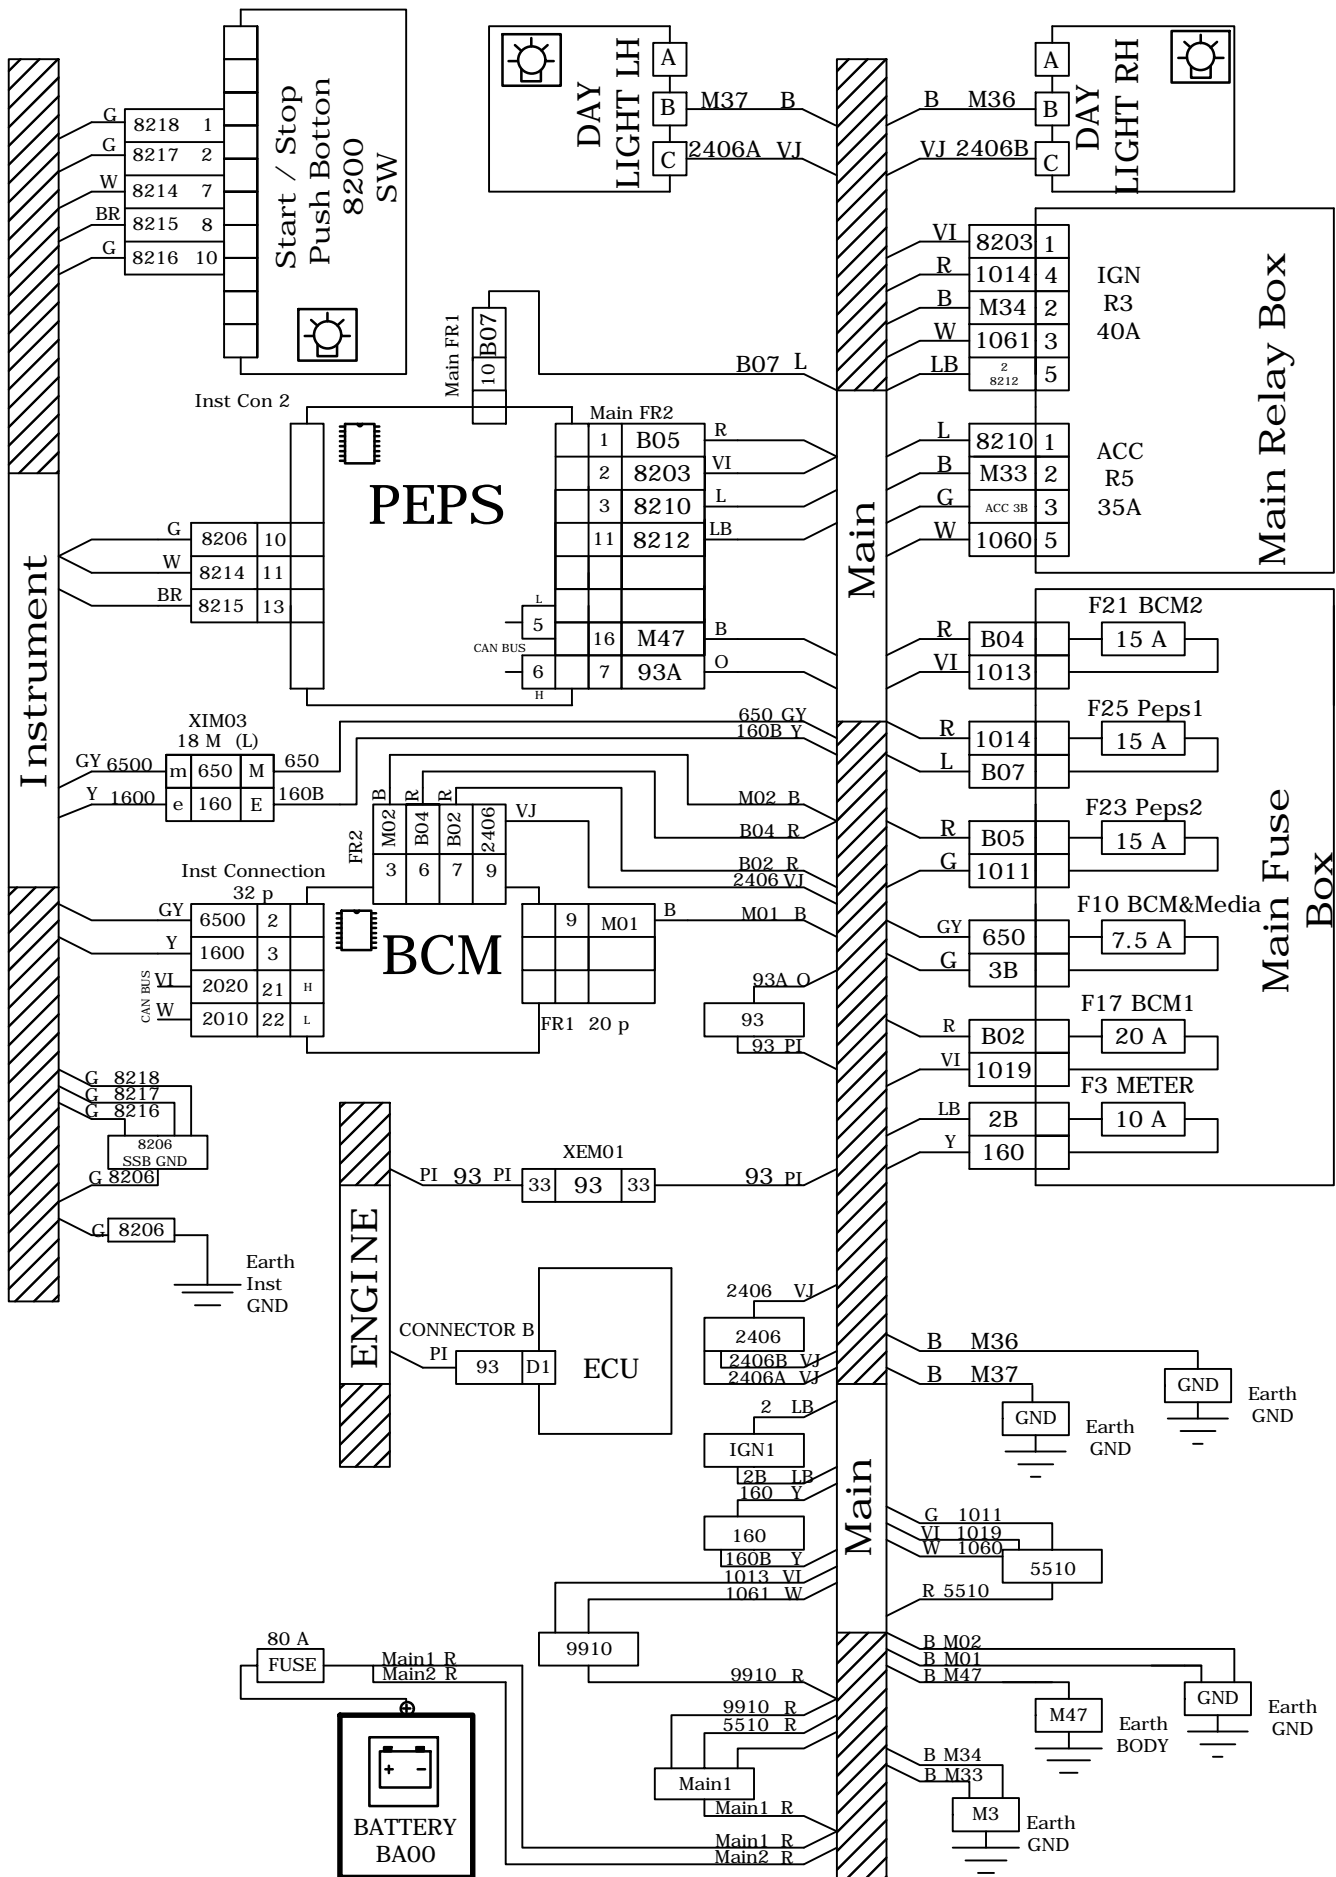 Start / Stop
Push Botton
8200
SW
G 8218 1
G 8217 2
W 8214 7
BR 8215 8
G 8216 10
DAY
LIGHT LH
A
B M37 B
C 2406A VJ
DAY
LIGHT RH
A
B M36 B
VJ 2406B C
Main Relay Box
VI 8203 1
R 1014 4
B M34 2
W 1061 3
LB 2 8212 5
IGN
R3
40A
L 8210 1
B M33 2
G ACC 3B 3
W 1060 5
ACC
R5
35A
Main FR1
10 B07
B07 L
Inst Con 2
PEPS
Main FR2
1 B05 R
2 8203 VI
3 8210 L
11 8212 LB
16 M47 B
7 93A O
L
5
CAN BUS
6
H
G 8206 10
W 8214 11
BR 8215 13
Instrument
Main
Main Fuse
Box
F21 BCM2
R B04 15 A
VI 1013
F25 Peps1
R 1014 15 A
L B07
F23 Peps2
R B05 15 A
G 1011
F10 BCM&Media
GY 650 7.5 A
G 3B
F17 BCM1
R B02 20 A
VI 1019
F3 METER
LB 2B 10 A
Y 160
XIM03
18 M (L)
GY 6500 m 650 M 650
Y 1600 e 160 E 160B
650 GY
160B Y
FR2
B R R
M02 B04 B02 2406 VJ
3 6 7 9
M02 B
B04 R
B02 R
2406 VJ
M01 B
Inst Connection
32 p
GY 6500 2
Y 1600 3
VI 2020 21 H
W 2010 22 L
CAN BUS
BCM
9 M01 B
FR1 20 p
93A O
93
93 PI
G 8218
G 8217
G 8216
8206
SSB GND
G 8206
G 8206
Earth
Inst
GND
ENGINE
XEM01
PI 93 PI 33 93 33 93 PI
CONNECTOR B
PI 93 D1
ECU
2406 VJ
2406
2406B VJ
2406A VJ
2 LB
IGN1
2B LB
160 Y
160
160B Y
1013 VI
1061 W
9910
9910 R
9910 R
5510 R
Main1
Main1 R
Main1 R
Main2 R
Main
B M36
B M37
GND
Earth
GND
GND
Earth
GND
G 1011
VI 1019
W 1060
5510
R 5510
B M02
B M01
B M47
GND
Earth
GND
M47
Earth
BODY
B M34
B M33
M3
Earth
GND
80 A
FUSE
Main1 R
Main2 R
+ -
BATTERY
BA00